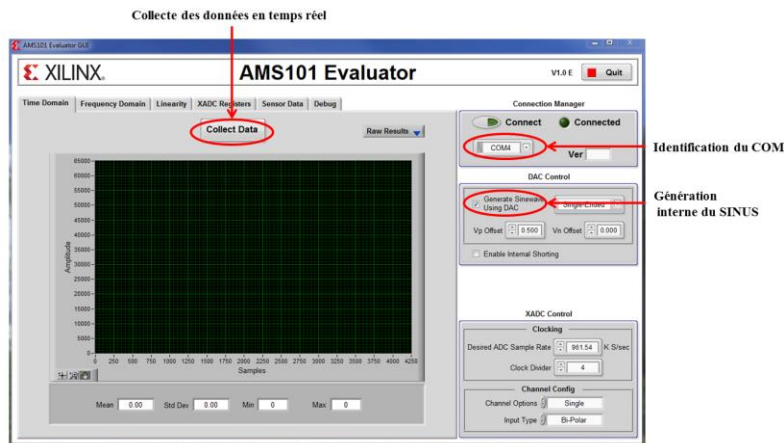 Collecte des données en temps réel
AMS101 Evaluator GUI
XILINX.
AMS101 Evaluator
V1.0 E
Quit
Time Domain
Frequency Domain
Linearity
XADC Registers
Sensor Data
Debug
Collect Data
Raw Results
Amplitude
65000
60000
55000
50000
45000
40000
35000
30000
25000
20000
15000
10000
5000
0
0 250 500 750 1000 1250 1500 1750 2000 2250 2500 2750 3000 3250 3500 3750 4000 4250
Samples
Mean 0.00 Std Dev 0.00 Min 0 Max 0
Connection Manager
Connect
Connected
COM4
Ver
Identification du COM
DAC Control
Generate Sinewave
Using DAC
Single-Ended
Génération
interne du SINUS
Vp Offset 0.500 Vn Offset 0.000
Enable Internal Shorting
XADC Control
Clocking
Desired ADC Sample Rate 961.54 K S/sec
Clock Divider 4
Channel Config
Channel Options Single
Input Type Bi-Polar